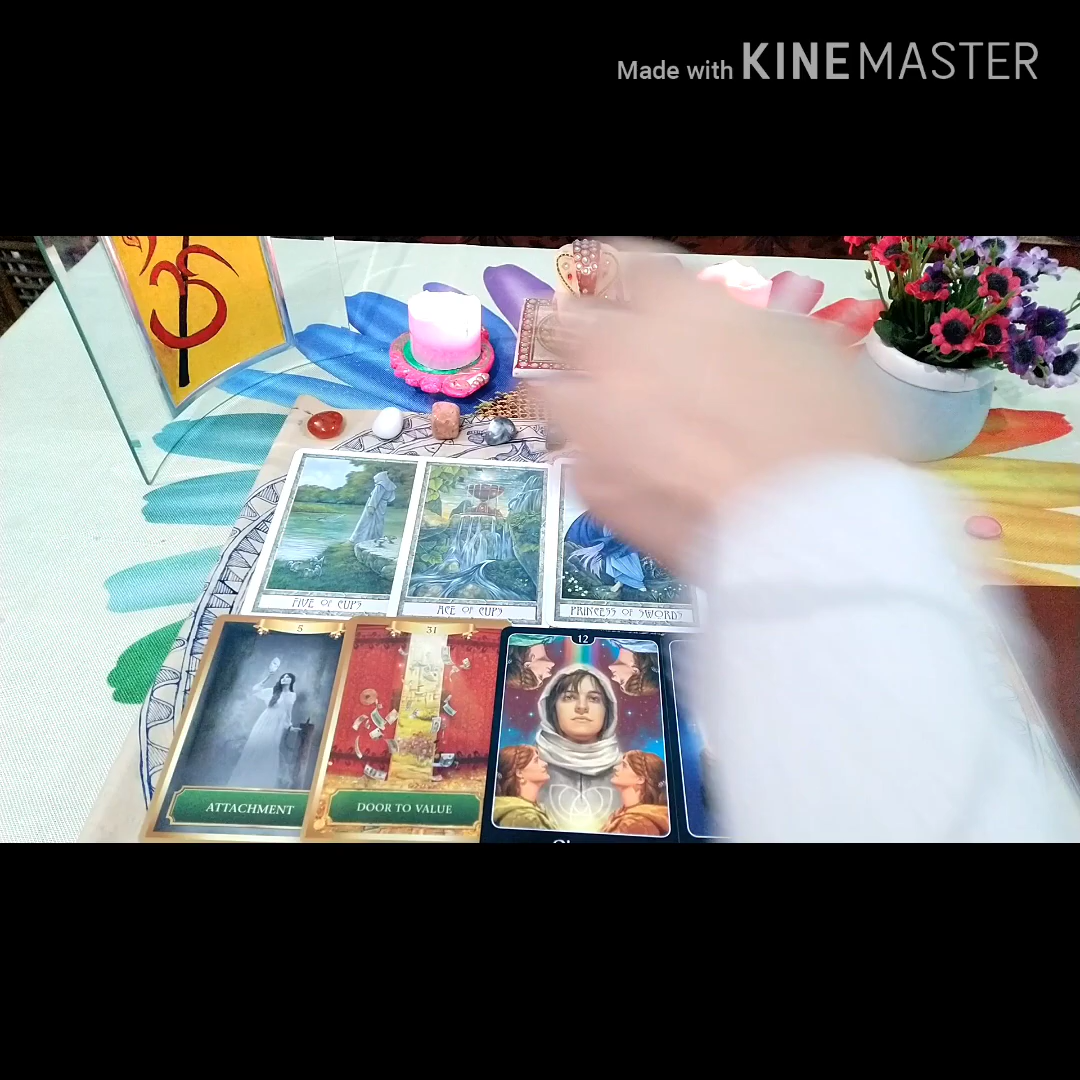 Made with KINEMASTER
FIVE OF CUPS
ACE OF CUPS
PRINCESS OF SWORDS
5
31
12
ATTACHMENT
DOOR TO VALUE